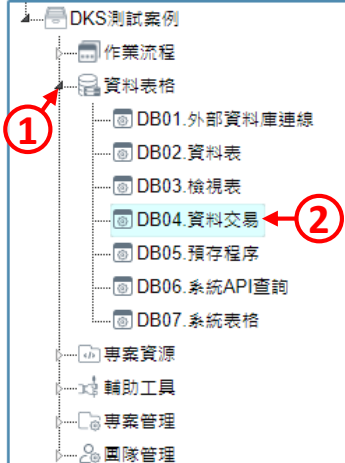 DKS測試案例
作業流程
資料表格
1
DB01.外部資料庫連線
DB02.資料表
DB03.檢視表
DB04.資料交易
2
DB05.預存程序
DB06.系統API查詢
DB07.系統表格
專案資源
輔助工具
專案管理
團隊管理